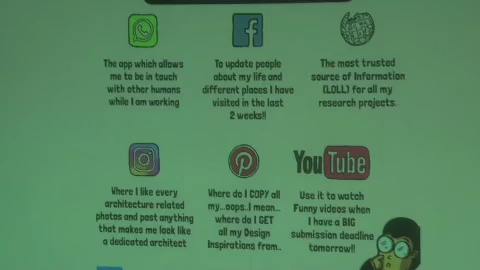 The app which allows
me to be in touch
with other humans
while I am working
To update people
about my life and
different places I have
visited in the last
2 weeks!!
The most trusted
source of Information
(LOLL) for all my
research projects.
Where I like every
architecture related
photos and post anything
that makes me look like
a dedicated architect
Where do I COPY all
my...oops..I mean..
where do I GET
all my Design
Inspirations from..
YouTube
Use it to watch
Funny videos when
I have a BIG
submission deadline
tomorrow!!